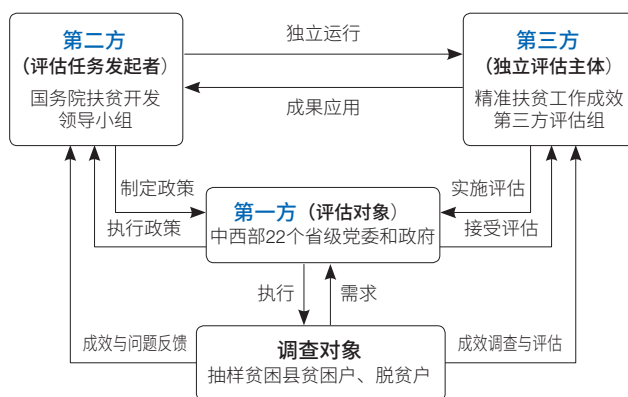 第二方
（评估任务发起者）
国务院扶贫开发
领导小组
独立运行
成果应用
第三方
（独立评估主体）
精准扶贫工作成效
第三方评估组
制定政策
执行政策
第一方（评估对象）
中西部22个省级党委和政府
实施评估
接受评估
执行
需求
成效与问题反馈
调查对象
抽样贫困县贫困户、脱贫户
成效调查与评估